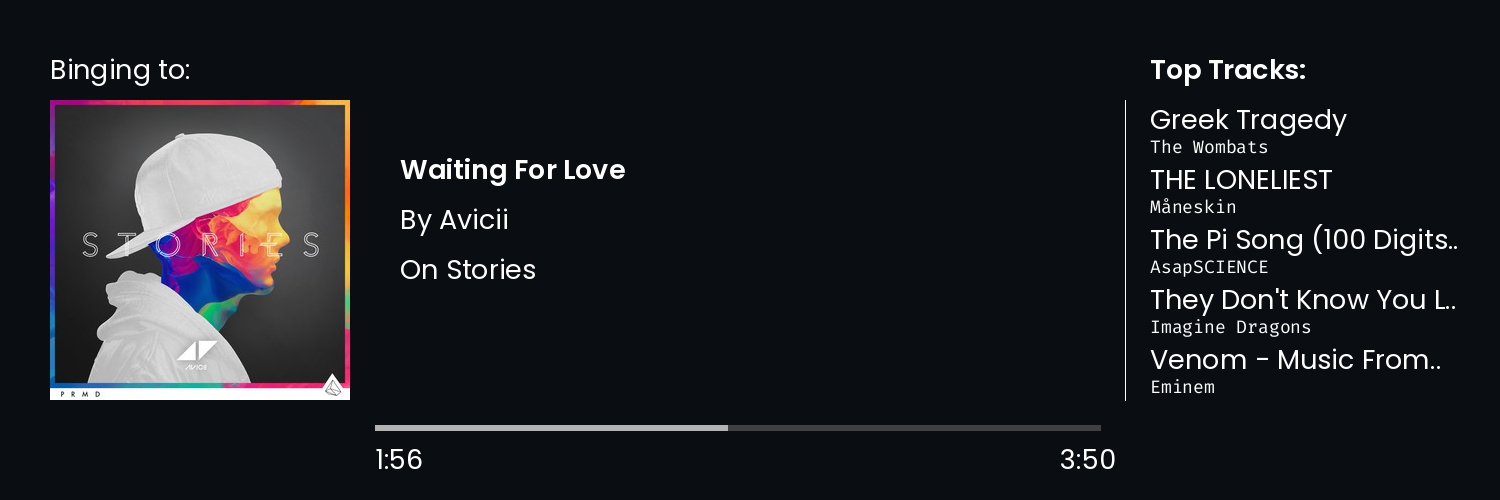 Binging to:
STORIES
AVICII
PRMD
Waiting For Love
By Avicii
On Stories
1:56
3:50
Top Tracks:
Greek Tragedy
The Wombats
THE LONELIEST
Måneskin
The Pi Song (100 Digits..
AsapSCIENCE
They Don't Know You L..
Imagine Dragons
Venom - Music From..
Eminem